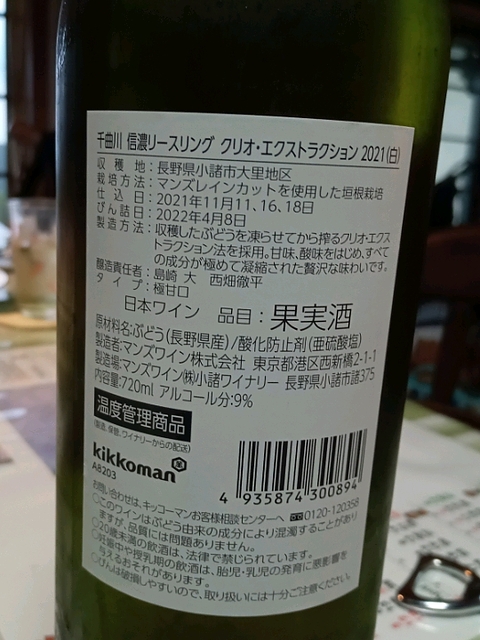 千曲川 信濃リースリング クリオ・エクストラクション 2021(白)
収穫地：長野県小諸市大里地区
栽培方法：マンズレインカットを使用した垣根栽培
仕込日：2021年11月11、16、18日
びん詰日：2022年4月8日
製造方法：収穫したぶどうを凍らせてから搾るクリオ・エクス
トラクション法を採用。甘味、酸味をはじめ、すべて
の成分が極めて凝縮された贅沢な味わいです。
醸造責任者：島崎 大 西畑徹平
タイプ：極甘口
日本ワイン 品目：果実酒
原材料名：ぶどう(長野県産)/酸化防止剤(亜硫酸塩)
製造者：マンズワイン株式会社 東京都港区西新橋2-1-1
製造場：マンズワイン㈱小諸ワイナリー 長野県小諸市諸375
内容量：720ml アルコール分：9%
温度管理商品
(醸造、保管、ワイナリーからの配送)
kikkoman
A8203
4 935874 300894
お問い合わせは、キッコーマンお客様相談センターへ 0120-120358
○このワインはぶどう由来の成分により混濁することがあり
ますが、品質には問題ありません。
○20歳未満の飲酒は、法律で禁じられています。
○妊娠中や授乳期の飲酒は、胎児・乳児の発育に悪影響を
与えるおそれがあります。
○びんは破損しやすいので、取り扱いには十分ご注意ください。